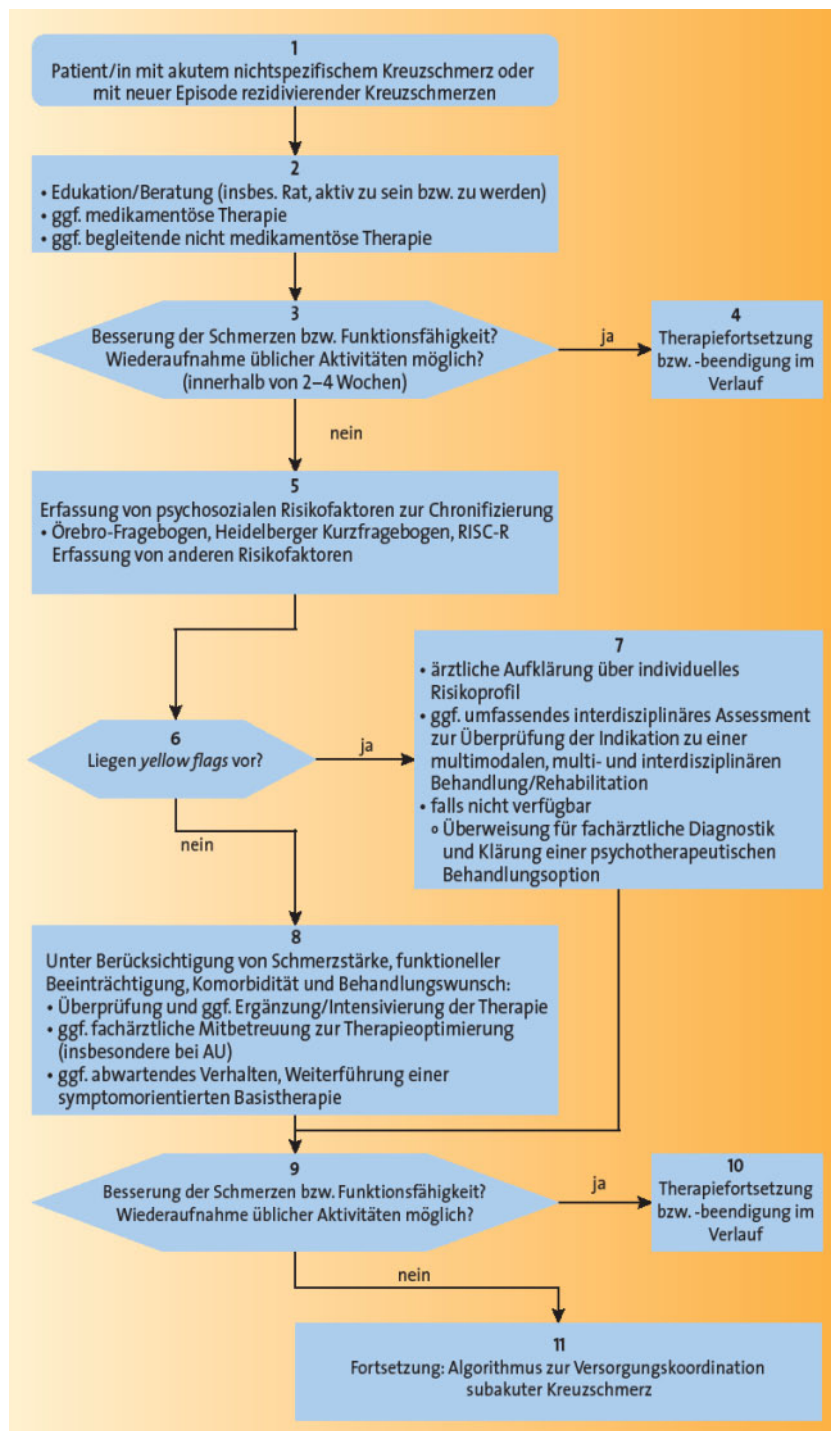 1
Patient/in mit akutem nichtspezifischem Kreuzschmerz oder
mit neuer Episode rezidivierender Kreuzschmerzen
2
• Edukation/Beratung (insbes. Rat, aktiv zu sein bzw. zu werden)
• ggf. medikamentöse Therapie
• ggf. begleitende nicht medikamentöse Therapie
3
Besserung der Schmerzen bzw. Funktionsfähigkeit?
Wiederaufnahme üblicher Aktivitäten möglich?
(innerhalb von 2–4 Wochen)
ja
4
Therapiefortsetzung
bzw. -beendigung im
Verlauf
nein
5
Erfassung von psychosozialen Risikofaktoren zur Chronifizierung
• Örebro-Fragebogen, Heidelberger Kurzfragebogen, RISC-R
Erfassung von anderen Risikofaktoren
6
Liegen yellow flags vor?
ja
7
• ärztliche Aufklärung über individuelles
Risikoprofil
• ggf. umfassendes interdisziplinäres Assessment
zur Überprüfung der Indikation zu einer
multimodalen, multi- und interdisziplinären
Behandlung/Rehabilitation
• falls nicht verfügbar
o Überweisung für fachärztliche Diagnostik
und Klärung einer psychotherapeutischen
Behandlungsoption
nein
8
Unter Berücksichtigung von Schmerzstärke, funktioneller
Beeinträchtigung, Komorbidität und Behandlungswunsch:
• Überprüfung und ggf. Ergänzung/Intensivierung der Therapie
• ggf. fachärztliche Mitbetreuung zur Therapieoptimierung
(insbesondere bei AU)
• ggf. abwartendes Verhalten, Weiterführung einer
symptomorientierten Basistherapie
9
Besserung der Schmerzen bzw. Funktionsfähigkeit?
Wiederaufnahme üblicher Aktivitäten möglich?
ja
10
Therapiefortsetzung
bzw. -beendigung im
Verlauf
nein
11
Fortsetzung: Algorithmus zur Versorgungskoordination
subakuter Kreuzschmerz